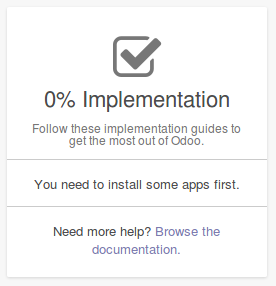 0% Implementation
Follow these implementation guides to
get the most out of Odoo.
You need to install some apps first.
Need more help? Browse the
documentation.